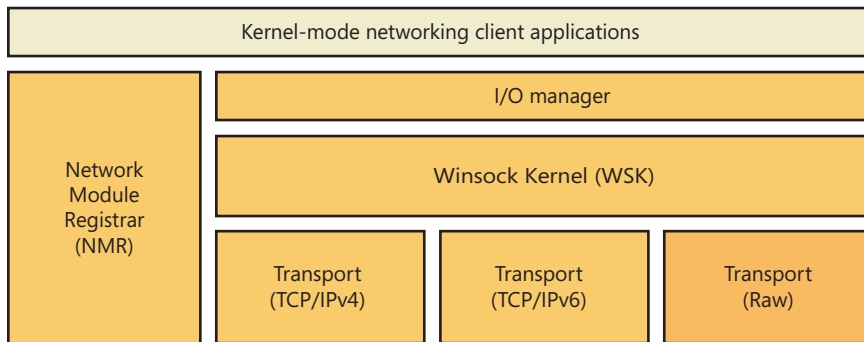 Kernel-mode networking client applications
I/O manager
Network
Module
Registrar
(NMR)
Winsock Kernel (WSK)
Transport
(TCP/IPv4)
Transport
(TCP/IPv6)
Transport
(Raw)